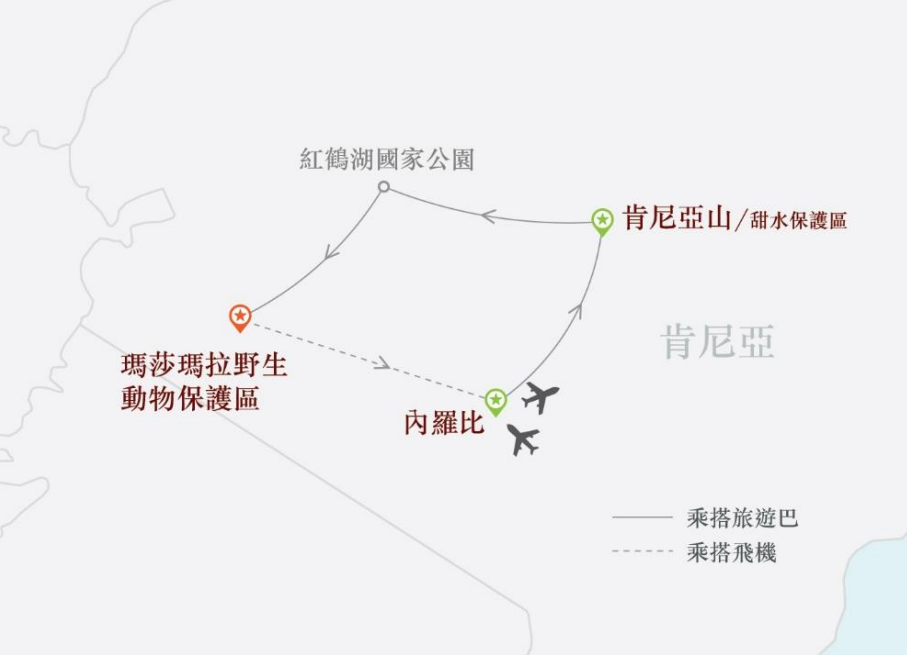 紅鶴湖國家公園
肯尼亞山/甜水保護區
肯尼亞
瑪莎瑪拉野生
動物保護區
內羅比
乘搭旅遊巴
乘搭飛機